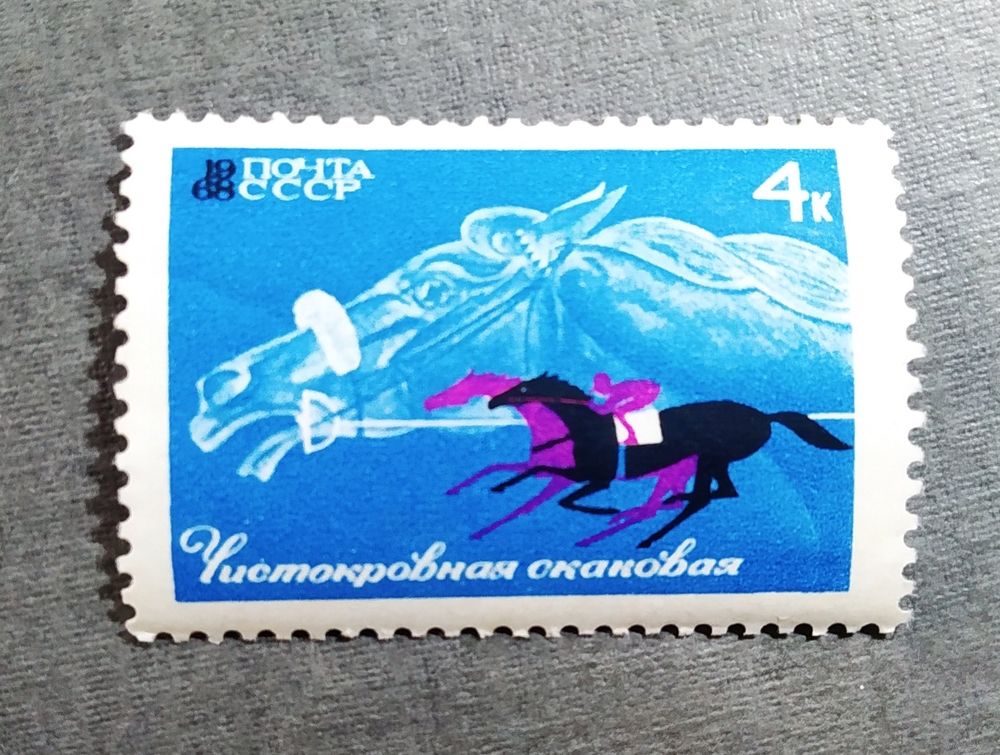 1968 ПОЧТА
СССР
4к
Чистокровная скаковая